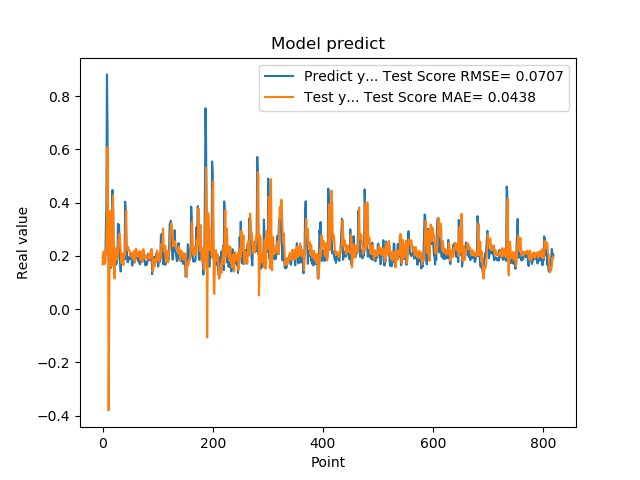 Model predict
Predict y... Test Score RMSE= 0.0707
Test y... Test Score MAE= 0.0438
0.8
0.6
0.4
0.2
0.0
−0.2
−0.4
Real value
0 200 400 600 800
Point